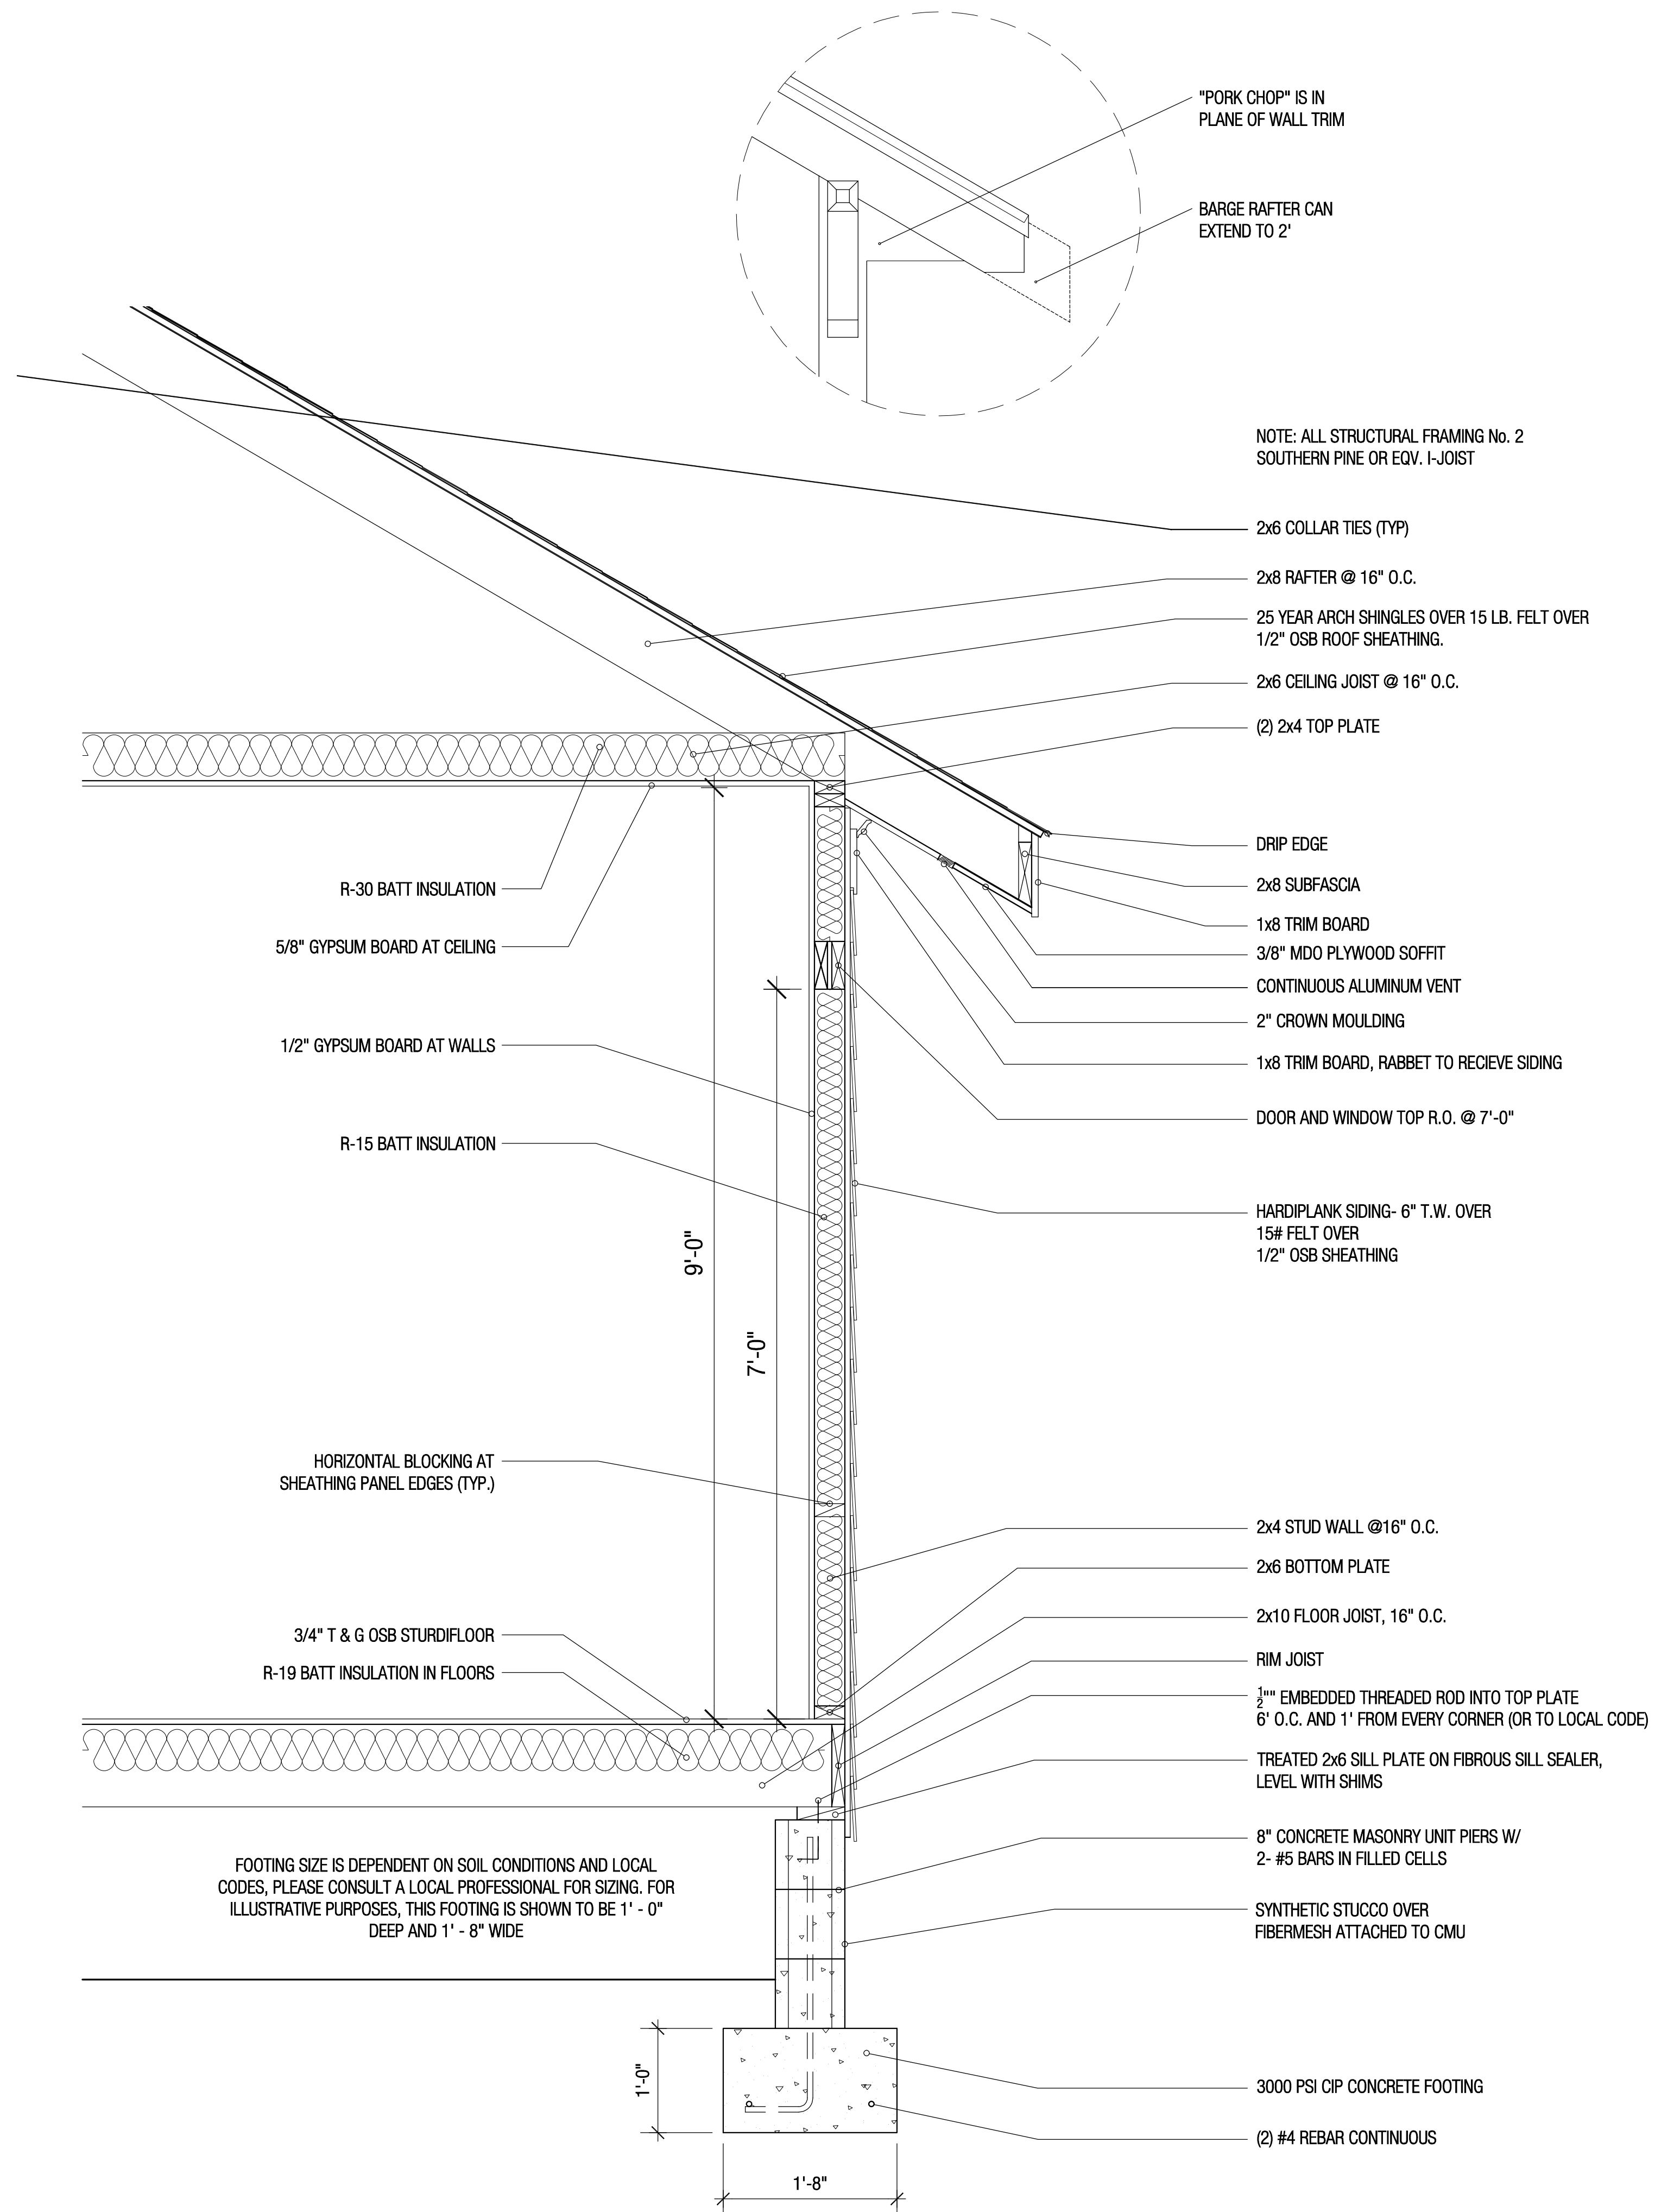 "PORK CHOP" IS IN
PLANE OF WALL TRIM
BARGE RAFTER CAN
EXTEND TO 2'
NOTE: ALL STRUCTURAL FRAMING No. 2
SOUTHERN PINE OR EQV. I-JOIST
2x6 COLLAR TIES (TYP)
2x8 RAFTER @ 16" O.C.
25 YEAR ARCH SHINGLES OVER 15 LB. FELT OVER
1/2" OSB ROOF SHEATHING.
2x6 CEILING JOIST @ 16" O.C.
(2) 2x4 TOP PLATE
DRIP EDGE
2x8 SUBFASCIA
1x8 TRIM BOARD
3/8" MDO PLYWOOD SOFFIT
CONTINUOUS ALUMINUM VENT
2" CROWN MOULDING
1x8 TRIM BOARD, RABBET TO RECIEVE SIDING
DOOR AND WINDOW TOP R.O. @ 7'-0"
HARDIPLANK SIDING- 6" T.W. OVER
15# FELT OVER
1/2" OSB SHEATHING
R-30 BATT INSULATION
5/8" GYPSUM BOARD AT CEILING
1/2" GYPSUM BOARD AT WALLS
R-15 BATT INSULATION
9'-0"
7'-0"
HORIZONTAL BLOCKING AT
SHEATHING PANEL EDGES (TYP.)
3/4" T & G OSB STURDIFLOOR
R-19 BATT INSULATION IN FLOORS
2x4 STUD WALL @16" O.C.
2x6 BOTTOM PLATE
2x10 FLOOR JOIST, 16" O.C.
RIM JOIST
1/2"" EMBEDDED THREADED ROD INTO TOP PLATE
6' O.C. AND 1' FROM EVERY CORNER (OR TO LOCAL CODE)
TREATED 2x6 SILL PLATE ON FIBROUS SILL SEALER,
LEVEL WITH SHIMS
8" CONCRETE MASONRY UNIT PIERS W/
2- #5 BARS IN FILLED CELLS
SYNTHETIC STUCCO OVER
FIBERMESH ATTACHED TO CMU
FOOTING SIZE IS DEPENDENT ON SOIL CONDITIONS AND LOCAL
CODES, PLEASE CONSULT A LOCAL PROFESSIONAL FOR SIZING. FOR
ILLUSTRATIVE PURPOSES, THIS FOOTING IS SHOWN TO BE 1' - 0"
DEEP AND 1' - 8" WIDE
1'-0"
3000 PSI CIP CONCRETE FOOTING
(2) #4 REBAR CONTINUOUS
1'-8"